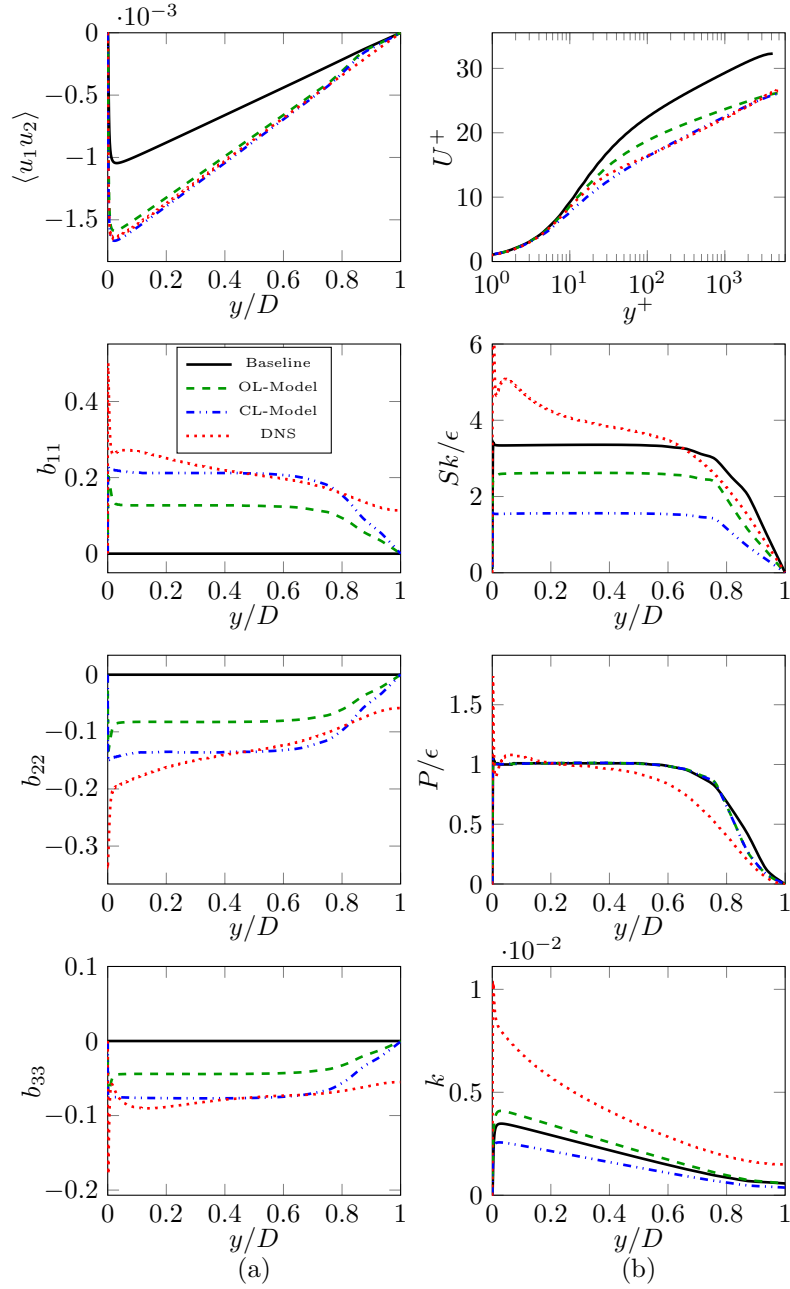 ·10⁻³
0
−0.5
−1
−1.5
⟨u₁u₂⟩
0 0.2 0.4 0.6 0.8 1
y/D
30
20
10
0
U⁺
10⁰ 10¹ 10² 10³
y⁺
0.4
0.2
0
b₁₁
Baseline
OL-Model
CL-Model
DNS
0 0.2 0.4 0.6 0.8 1
y/D
6
4
2
0
Sk/ϵ
0 0.2 0.4 0.6 0.8 1
y/D
0
−0.1
−0.2
−0.3
b₂₂
0 0.2 0.4 0.6 0.8 1
y/D
1.5
1
0.5
0
P/ϵ
0 0.2 0.4 0.6 0.8 1
y/D
0.1
0
−0.1
−0.2
b₃₃
0 0.2 0.4 0.6 0.8 1
y/D
(a)
·10⁻²
1
0.5
0
k
0 0.2 0.4 0.6 0.8 1
y/D
(b)